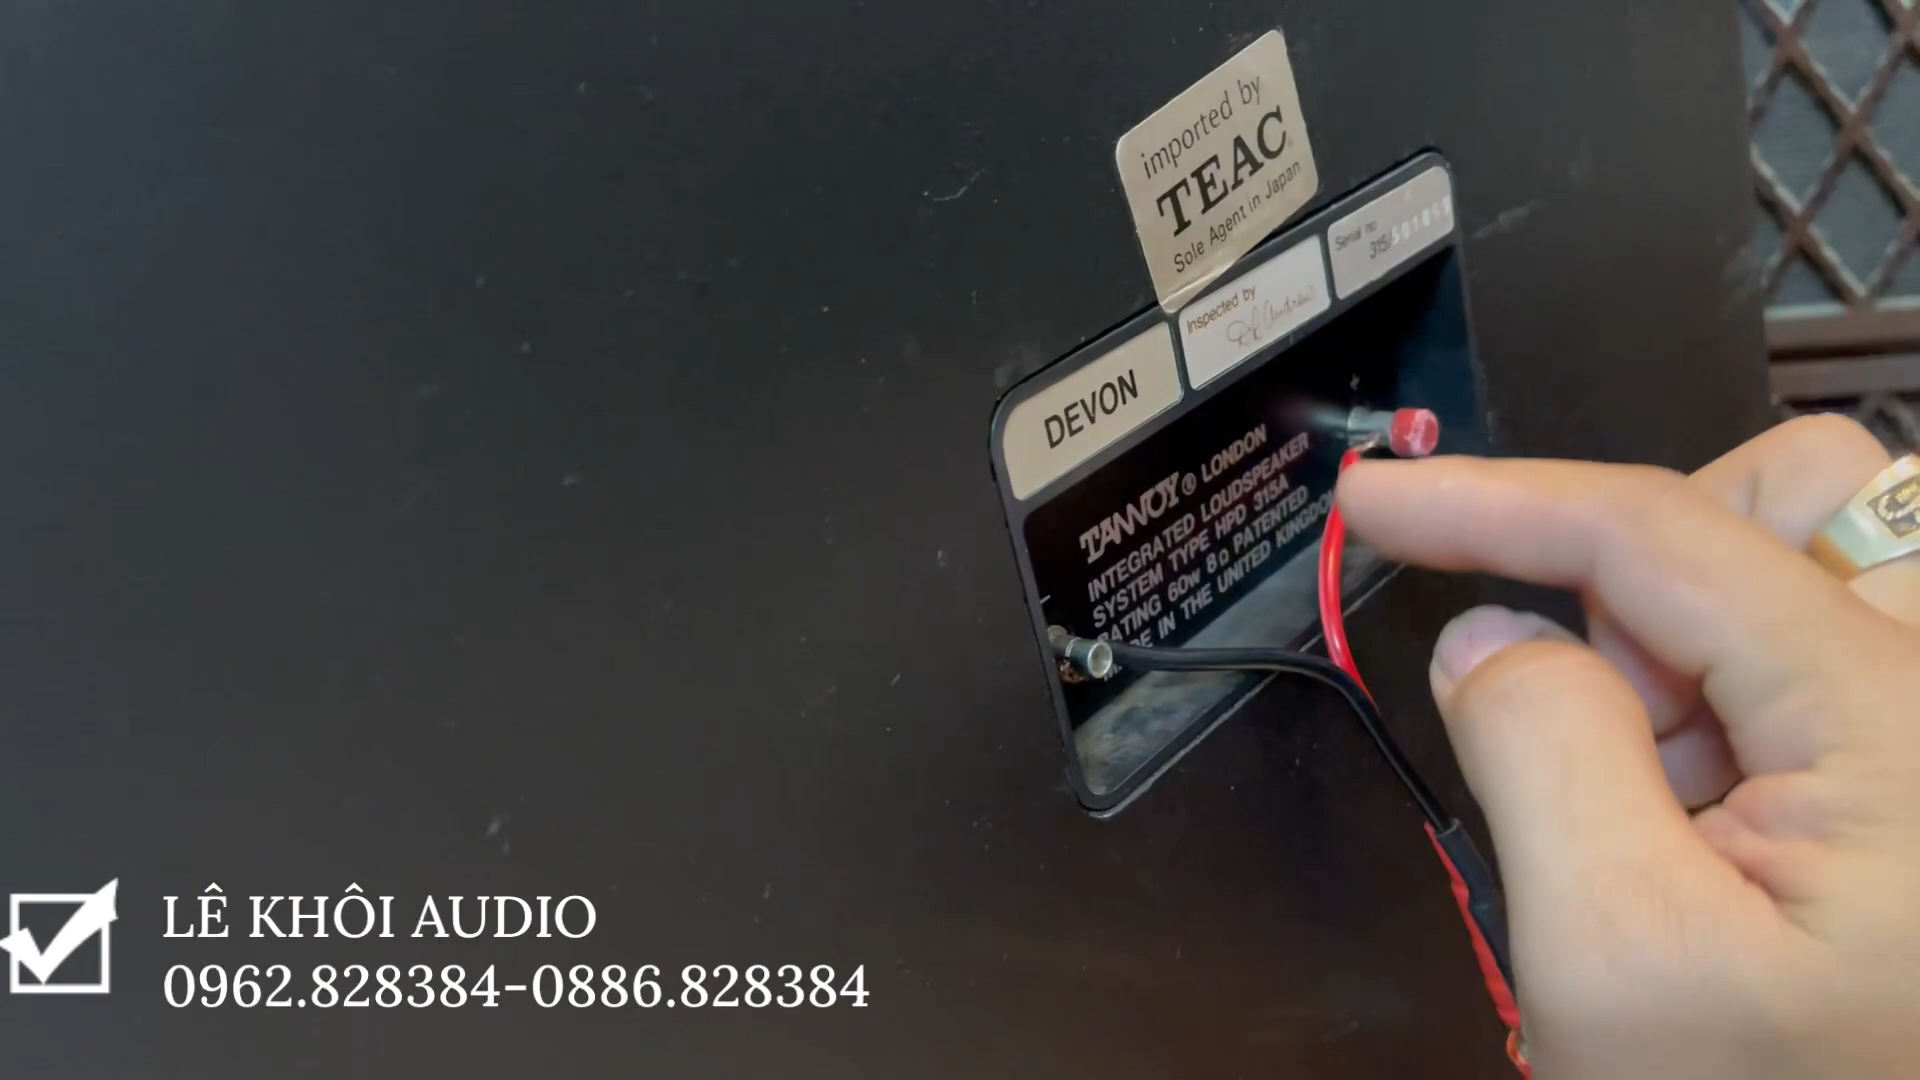 imported by
TEAC
Sole Agent in Japan
DEVON
Inspected by
Serial no
315/
TANNOY® LONDON
INTEGRATED LOUDSPEAKER
SYSTEM TYPE HPD 315A
RATING 60w 8Ω PATENTED
IN THE UNITED KINGDOM
LÊ KHÔI AUDIO
0962.828384-0886.828384